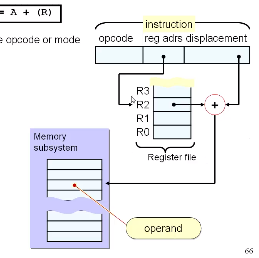 = A + (R)
instruction
opcode reg adrs displacement
e opcode or mode
R3
R2
R1
R0
+
Register file
Memory
subsystem
operand
66